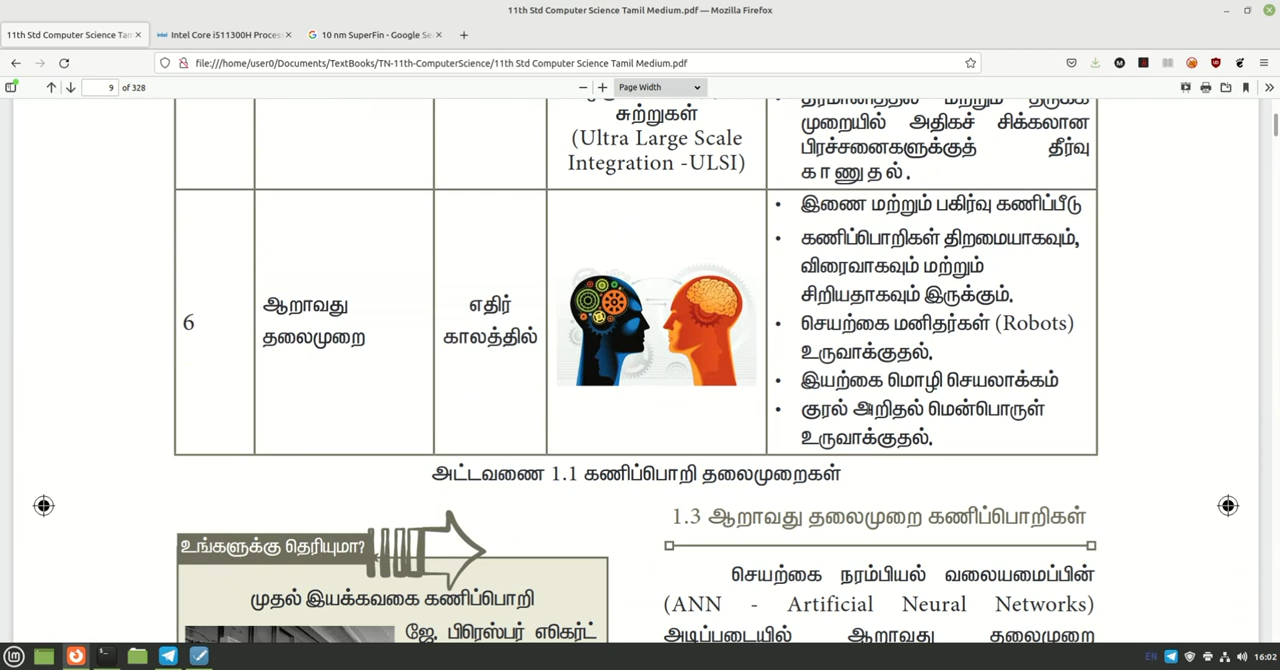 11th Std Computer Science Tamil Medium.pdf — Mozilla Firefox
11th Std Computer Science Tam
Intel Core i511300H Process
10 nm SuperFin - Google Se
file:///home/user0/Documents/TextBooks/TN-11th-ComputerScience/11th Std Computer Science Tamil Medium.pdf
9 of 328
Page Width
சுற்றுகள்
(Ultra Large Scale
Integration -ULSI)
முறையில் அதிகச் சிக்கலான
பிரச்சனைகளுக்குத் தீர்வு
காணுதல்.
6
ஆறாவது
தலைமுறை
எதிர்
காலத்தில்
• இணை மற்றும் பகிர்வு கணிப்பீடு
• கணிப்பொறிகள் திறமையாகவும்,
விரைவாகவும் மற்றும்
சிறியதாகவும் இருக்கும்.
• செயற்கை மனிதர்கள் (Robots)
உருவாக்குதல்.
• இயற்கை மொழி செயலாக்கம்
• குரல் அறிதல் மென்பொருள்
உருவாக்குதல்.
அட்டவணை 1.1 கணிப்பொறி தலைமுறைகள்
உங்களுக்கு தெரியுமா?
முதல் இயக்கவகை கணிப்பொறி
ஜே. பிரெஸ்பர் எகெர்ட்
1.3 ஆறாவது தலைமுறை கணிப்பொறிகள்
செயற்கை நரம்பியல் வலையமைப்பின்
(ANN - Artificial Neural Networks)
அடிப்படையில் ஆறாவது தலைமுறை
EN
16:02